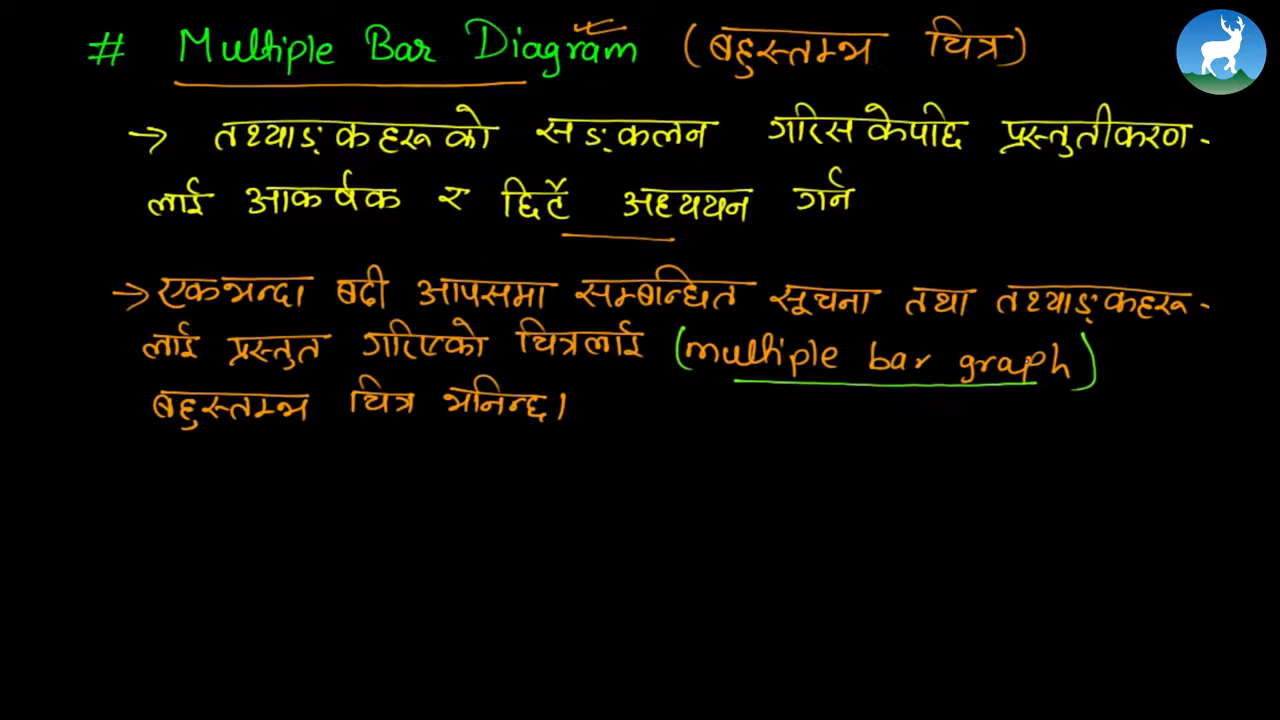 # Multiple Bar Diagram (बहुस्तम्भ चित्र)
→ तथ्याङ्कहरूको सङ्कलन गरिसकेपछि प्रस्तुतीकरण-
लाई आकर्षक र छिटै अध्ययन गर्न
→ एकभन्दा बढी आपसमा सम्बन्धित सूचना तथा तथ्याङ्कहरू-
लाई प्रस्तुत गरिएको चित्रलाई (multiple bar graph)
बहुस्तम्भ चित्र भनिन्छ।